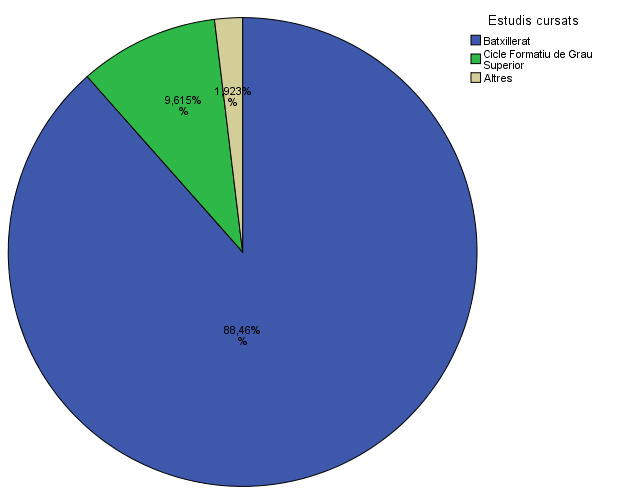 Estudis cursats
Batxillerat
Cicle Formatiu de Grau
Superior
Altres
9,615%
%
1,923%
%
88,46%
%